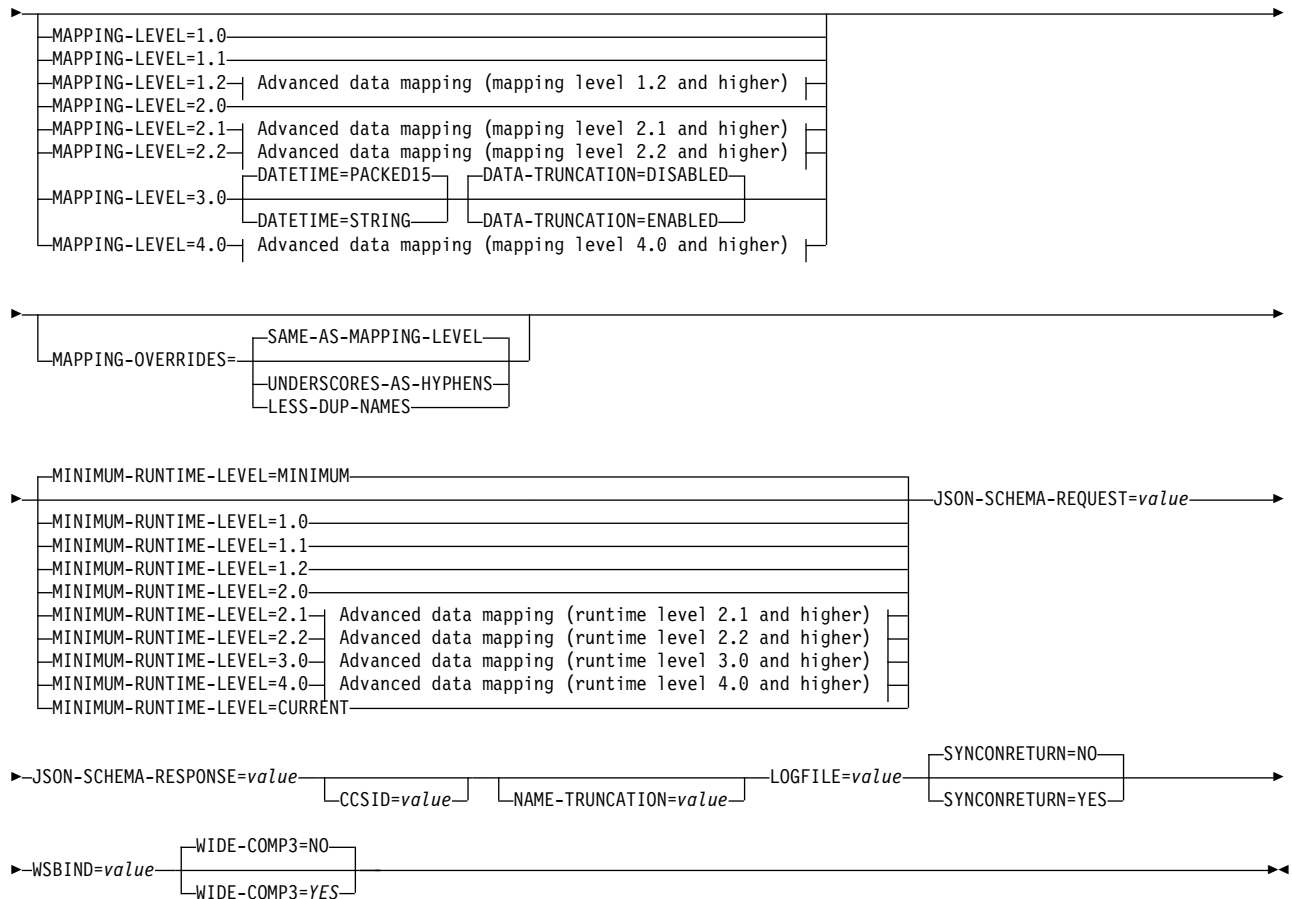 MAPPING-LEVEL=1.0
MAPPING-LEVEL=1.1
MAPPING-LEVEL=1.2 Advanced data mapping (mapping level 1.2 and higher)
MAPPING-LEVEL=2.0
MAPPING-LEVEL=2.1 Advanced data mapping (mapping level 2.1 and higher)
MAPPING-LEVEL=2.2 Advanced data mapping (mapping level 2.2 and higher)
DATETIME=PACKED15 DATA-TRUNCATION=DISABLED
MAPPING-LEVEL=3.0
DATETIME=STRING DATA-TRUNCATION=ENABLED
MAPPING-LEVEL=4.0 Advanced data mapping (mapping level 4.0 and higher)
SAME-AS-MAPPING-LEVEL
MAPPING-OVERRIDES=
UNDERSCORES-AS-HYPHENS
LESS-DUP-NAMES
MINIMUM-RUNTIME-LEVEL=MINIMUM
JSON-SCHEMA-REQUEST=value
MINIMUM-RUNTIME-LEVEL=1.0
MINIMUM-RUNTIME-LEVEL=1.1
MINIMUM-RUNTIME-LEVEL=1.2
MINIMUM-RUNTIME-LEVEL=2.0
MINIMUM-RUNTIME-LEVEL=2.1 Advanced data mapping (runtime level 2.1 and higher)
MINIMUM-RUNTIME-LEVEL=2.2 Advanced data mapping (runtime level 2.2 and higher)
MINIMUM-RUNTIME-LEVEL=3.0 Advanced data mapping (runtime level 3.0 and higher)
MINIMUM-RUNTIME-LEVEL=4.0 Advanced data mapping (runtime level 4.0 and higher)
MINIMUM-RUNTIME-LEVEL=CURRENT
SYNCONRETURN=NO
JSON-SCHEMA-RESPONSE=value LOGFILE=value
CCSID=value NAME-TRUNCATION=value SYNCONRETURN=YES
WIDE-COMP3=NO
WSBIND=value
WIDE-COMP3=YES